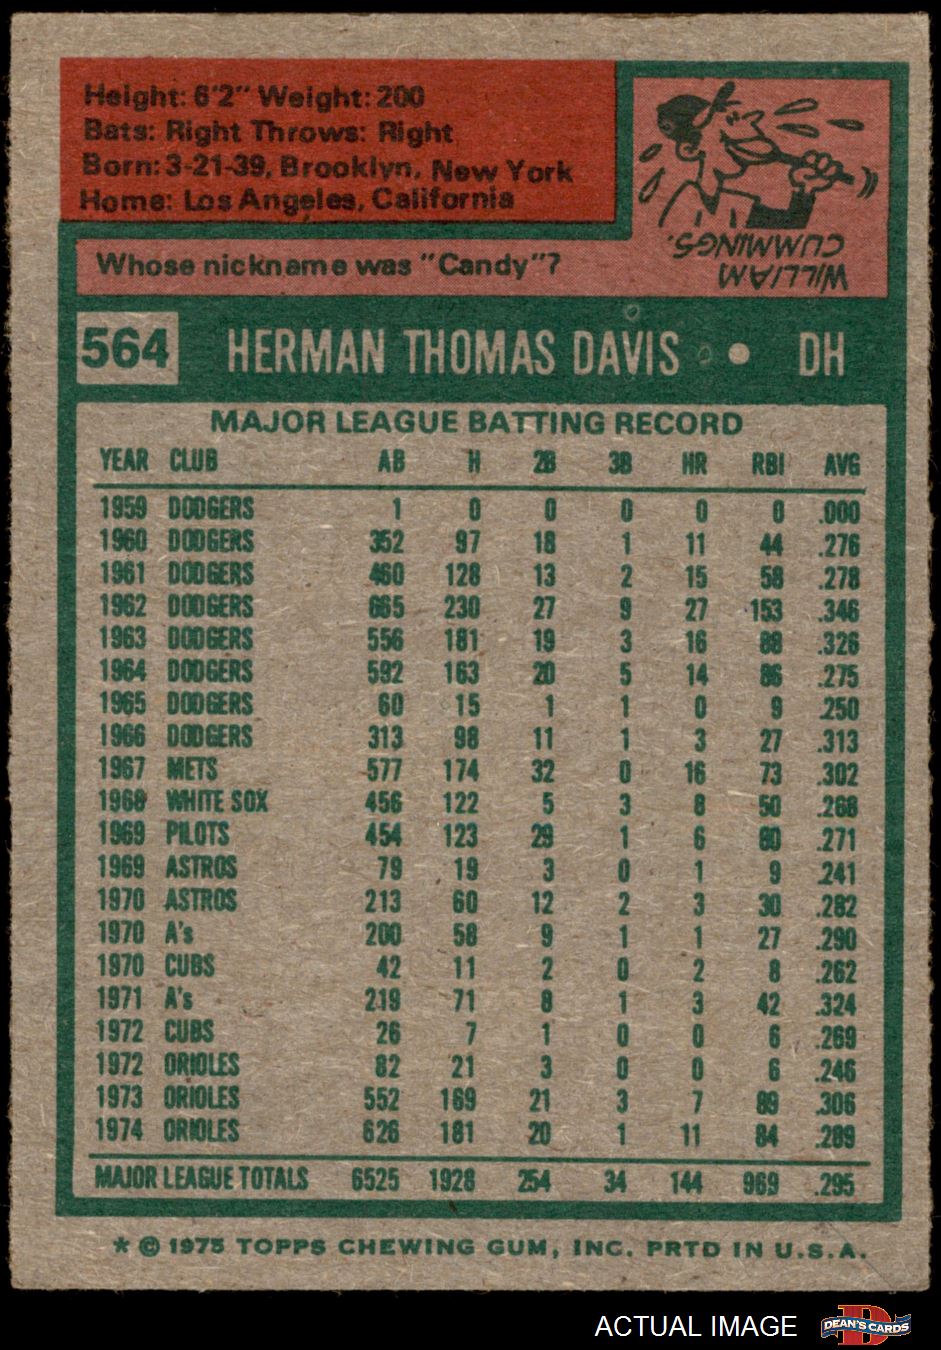 Height: 6'2" Weight: 200
Bats: Right Throws: Right
Born: 3-21-39, Brooklyn, New York
Home: Los Angeles, California
Whose nickname was "Candy"?
WILLIAM
CUMMINGS.
564 HERMAN THOMAS DAVIS • DH
MAJOR LEAGUE BATTING RECORD
YEAR CLUB AB H 2B 3B HR RBI AVG
1959 DODGERS 1 0 0 0 0 0 .000
1960 DODGERS 352 97 18 1 11 44 .276
1961 DODGERS 460 128 13 2 15 58 .278
1962 DODGERS 665 230 27 9 27 153 .346
1963 DODGERS 556 181 19 3 16 88 .326
1964 DODGERS 592 163 20 5 14 86 .275
1965 DODGERS 60 15 1 1 0 9 .250
1966 DODGERS 313 98 11 1 3 27 .313
1967 METS 577 174 32 0 16 73 .302
1968 WHITE SOX 456 122 5 3 8 50 .268
1969 PILOTS 454 123 29 1 6 80 .271
1969 ASTROS 79 19 3 0 1 9 .241
1970 ASTROS 213 60 12 2 3 30 .282
1970 A's 200 58 9 1 1 27 .290
1970 CUBS 42 11 2 0 2 8 .262
1971 A's 219 71 8 1 3 42 .324
1972 CUBS 26 7 1 0 0 6 .269
1972 ORIOLES 82 21 3 0 0 6 .246
1973 ORIOLES 552 169 21 3 7 89 .306
1974 ORIOLES 626 181 20 1 11 84 .289
MAJOR LEAGUE TOTALS 6525 1928 254 34 144 969 .295
* © 1975 TOPPS CHEWING GUM, INC. PRTD IN U.S.A.
ACTUAL IMAGE D DEAN'S CARDS